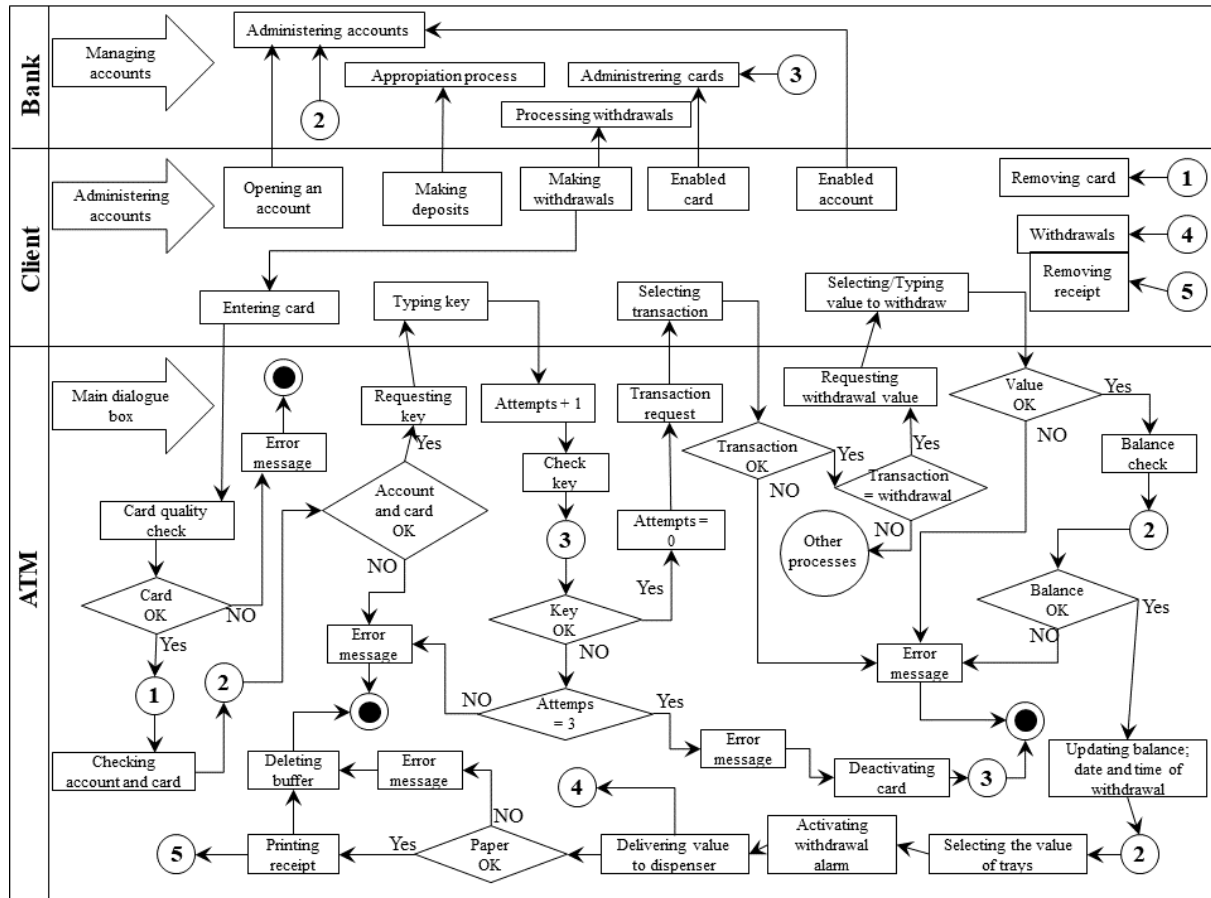 Bank
Managing
accounts
Administering accounts
Appropiation process
Administrering cards
3
2
Processing withdrawals
Client
Administering
accounts
Opening an
account
Making
deposits
Making
withdrawals
Enabled
card
Enabled
account
Removing card
1
Withdrawals
4
Removing
receipt
5
Entering card
Typing key
Selecting
transaction
Selecting/Typing
value to withdraw
ATM
Main dialogue
box
Requesting
key
Attempts + 1
Transaction
request
Requesting
withdrawal value
Value
OK
Yes
NO
Error
message
Yes
Account
and card
OK
Check
key
Transaction
OK
Yes
NO
Yes
Transaction
= withdrawal
NO
Balance
check
Card quality
check
3
Attempts =
0
Other
processes
2
NO
Card
OK
NO
Yes
Key
OK
Yes
NO
Balance
OK
Yes
NO
Error
message
Error
message
1
2
NO
Attemps
= 3
Yes
Checking
account and card
Deleting
buffer
Error
message
Error
message
Deactivating
card
3
Updating balance;
date and time of
withdrawal
4
NO
5
Printing
receipt
Yes
Paper
OK
Delivering value
to dispenser
Activating
withdrawal
alarm
Selecting the value
of trays
2